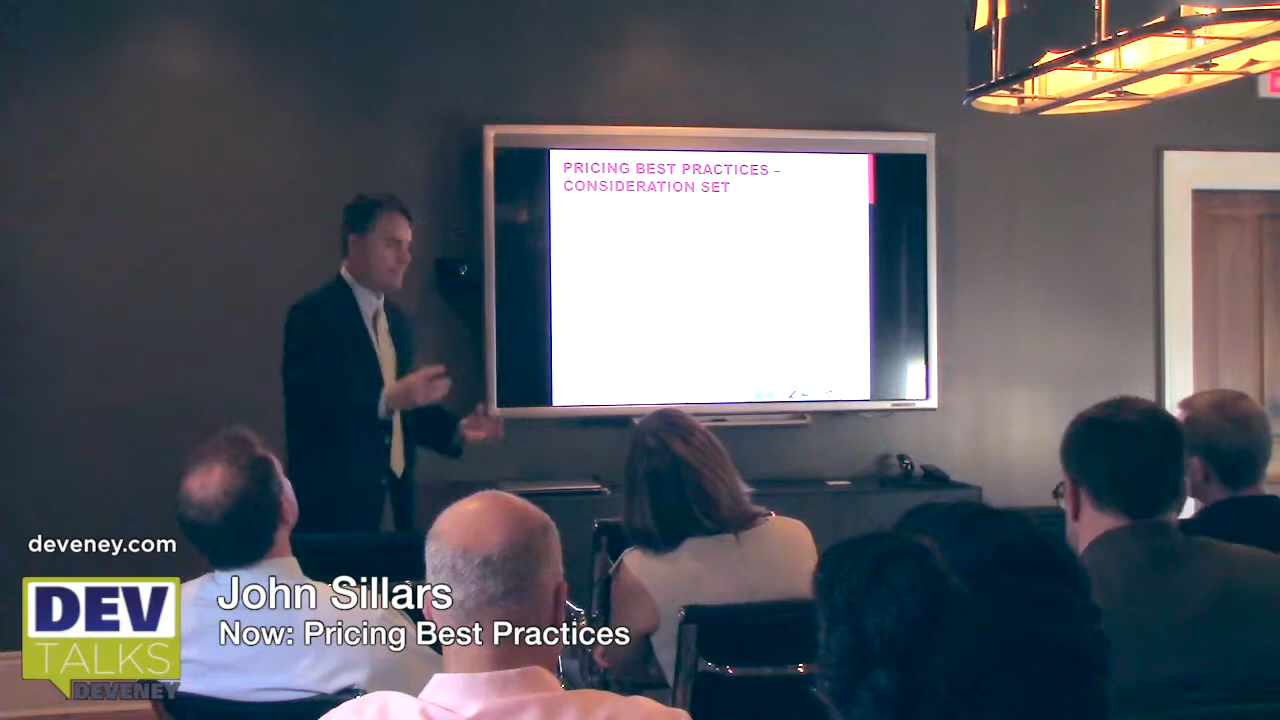 PRICING BEST PRACTICES –
CONSIDERATION SET
deveney.com
DEV
TALKS
DEVENEY
John Sillars
Now: Pricing Best Practices